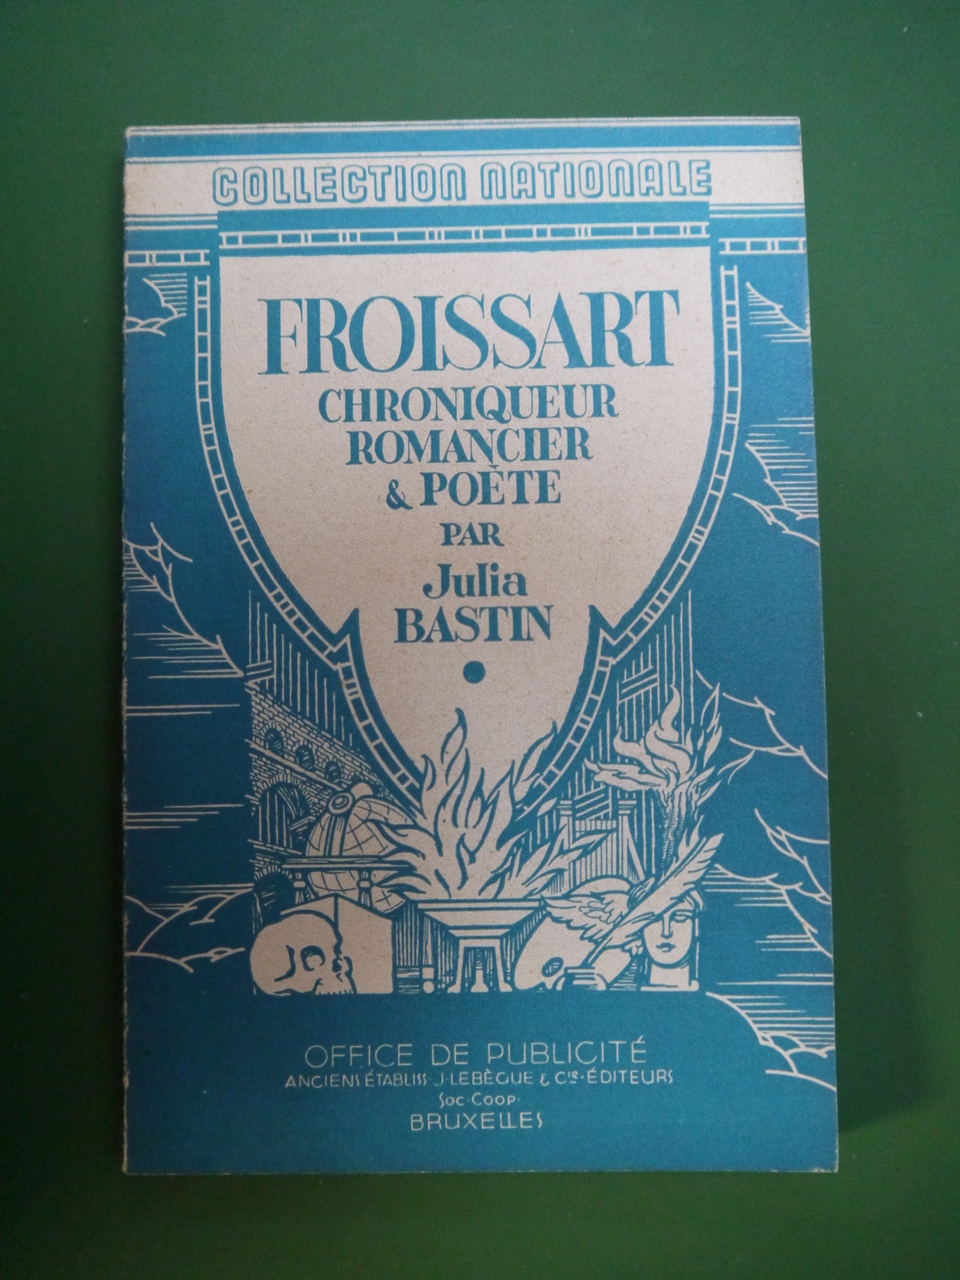 COLLECTION NATIONALE
FROISSART
CHRONIQUEUR
ROMANCIER
& POÈTE
PAR
Julia
BASTIN
OFFICE DE PUBLICITÉ
ANCIENS ÉTABLISS·J·LEBÈGUE & Cie·ÉDITEURS
Soc·Coop·
BRUXELLES